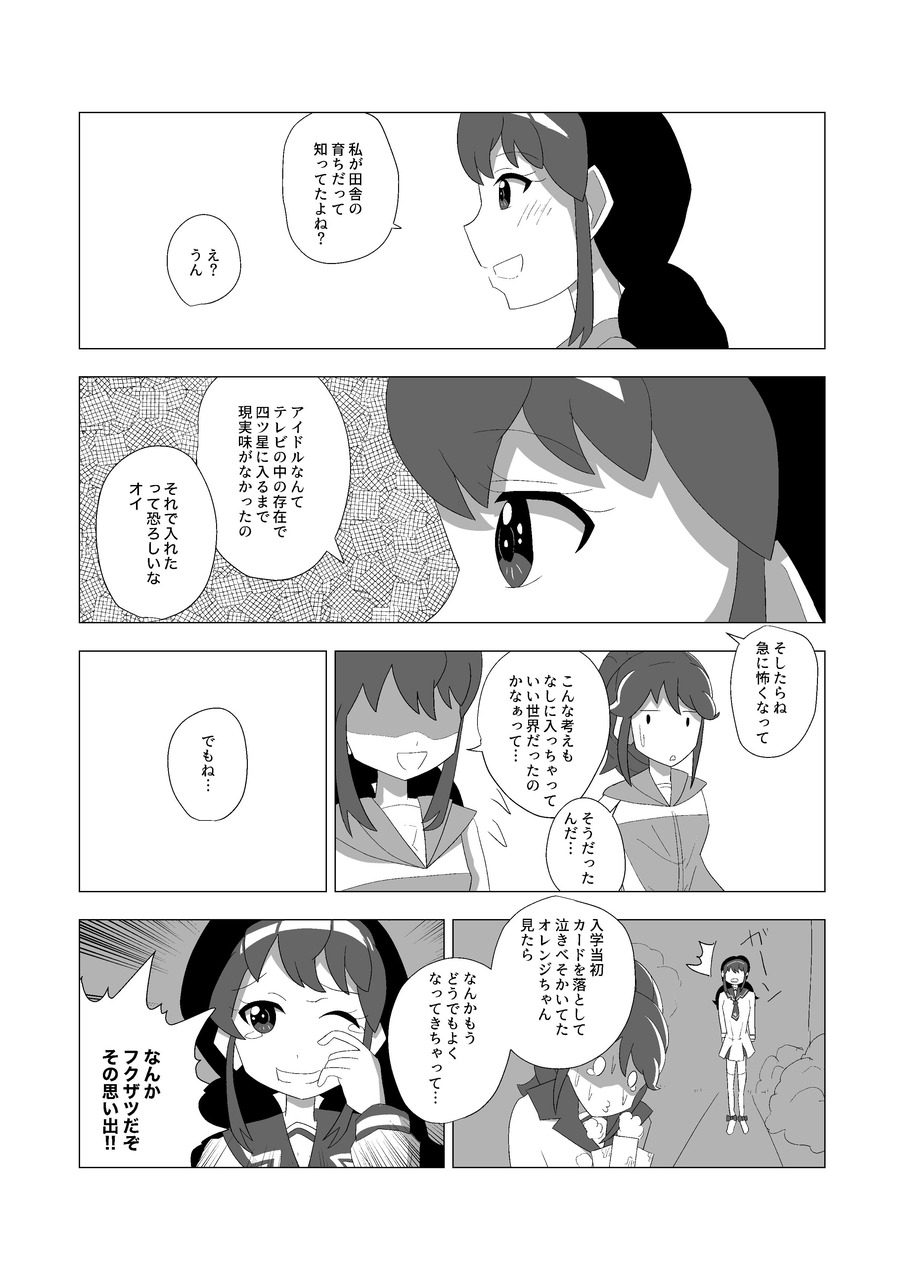 私が田舎の
育ちだって
知ってたよね?
え?
うん
アイドルなんて
テレビの中の存在で
四ツ星に入るまで
現実味がなかったの
それで入れた
って恐ろしいな
オイ
そしたらね
急に怖くなって
こんな考えも
なしに入っちゃって
いい世界だったの
かなぁって…
そうだった
んだ…
でもね…
ガーン
入学当初
カードを落として
泣きべそかいてた
オレンジちゃん
見たら
なんかもう
どうでもよく
なってきちゃって…
なんか
フクザツだぞ
その思い出!!